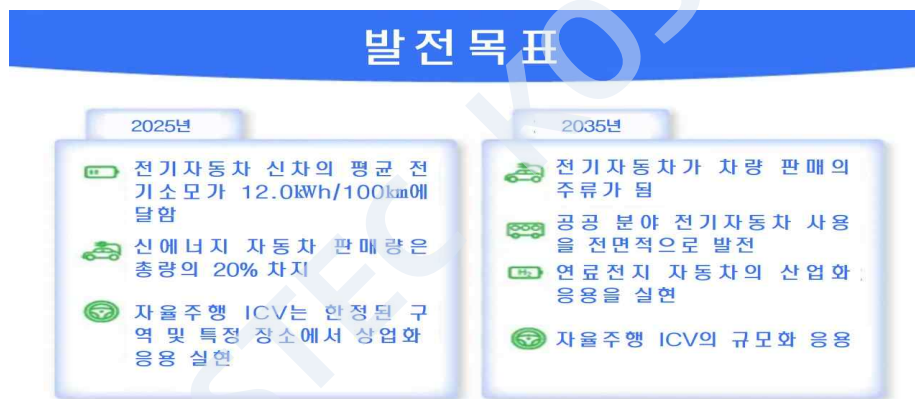 발전목표
2025년
전기자동차 신차의 평균 전
기소모가 12.0kWh/100㎞에
달함
신에너지 자동차 판매량은
총량의 20% 차지
자율주행 ICV는 한정된 구
역 및 특정 장소에서 상업화
응용 실현
2035년
전기자동차가 차량 판매의
주류가 됨
공공 분야 전기자동차 사용
을 전면적으로 발전
H₂
연료전지 자동차의 산업화
응용을 실현
자율주행 ICV의 규모화 응용